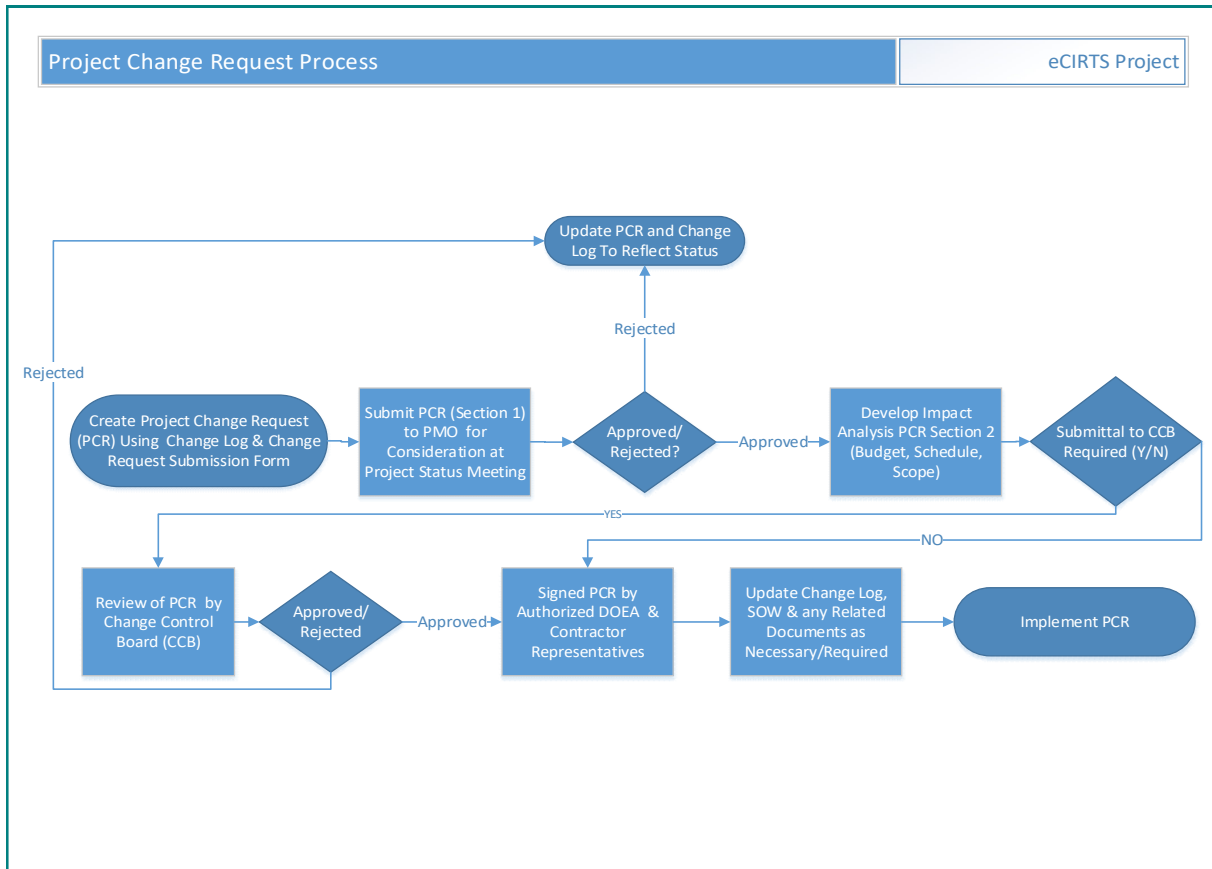 Project Change Request Process
eCIRTS Project
Update PCR and Change
Log To Reflect Status
Rejected
Rejected
Create Project Change Request
(PCR) Using Change Log & Change
Request Submission Form
Submit PCR (Section 1)
to PMO for
Consideration at
Project Status Meeting
Approved/
Rejected?
Approved
Develop Impact
Analysis PCR Section 2
(Budget, Schedule,
Scope)
Submittal to CCB
Required (Y/N)
YES
NO
Review of PCR by
Change Control
Board (CCB)
Approved/
Rejected
Approved
Signed PCR by
Authorized DOEA &
Contractor
Representatives
Update Change Log,
SOW & any Related
Documents as
Necessary/Required
Implement PCR